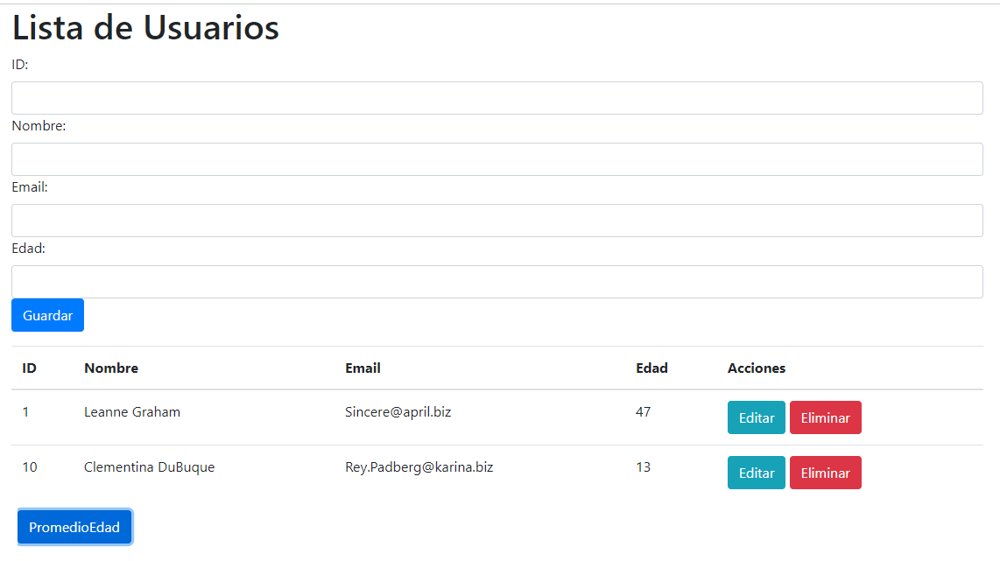 Lista de Usuarios
ID:
Nombre:
Email:
Edad:
Guardar
ID Nombre Email Edad Acciones
1 Leanne Graham Sincere@april.biz 47 Editar Eliminar
10 Clementina DuBuque Rey.Padberg@karina.biz 13 Editar Eliminar
PromedioEdad